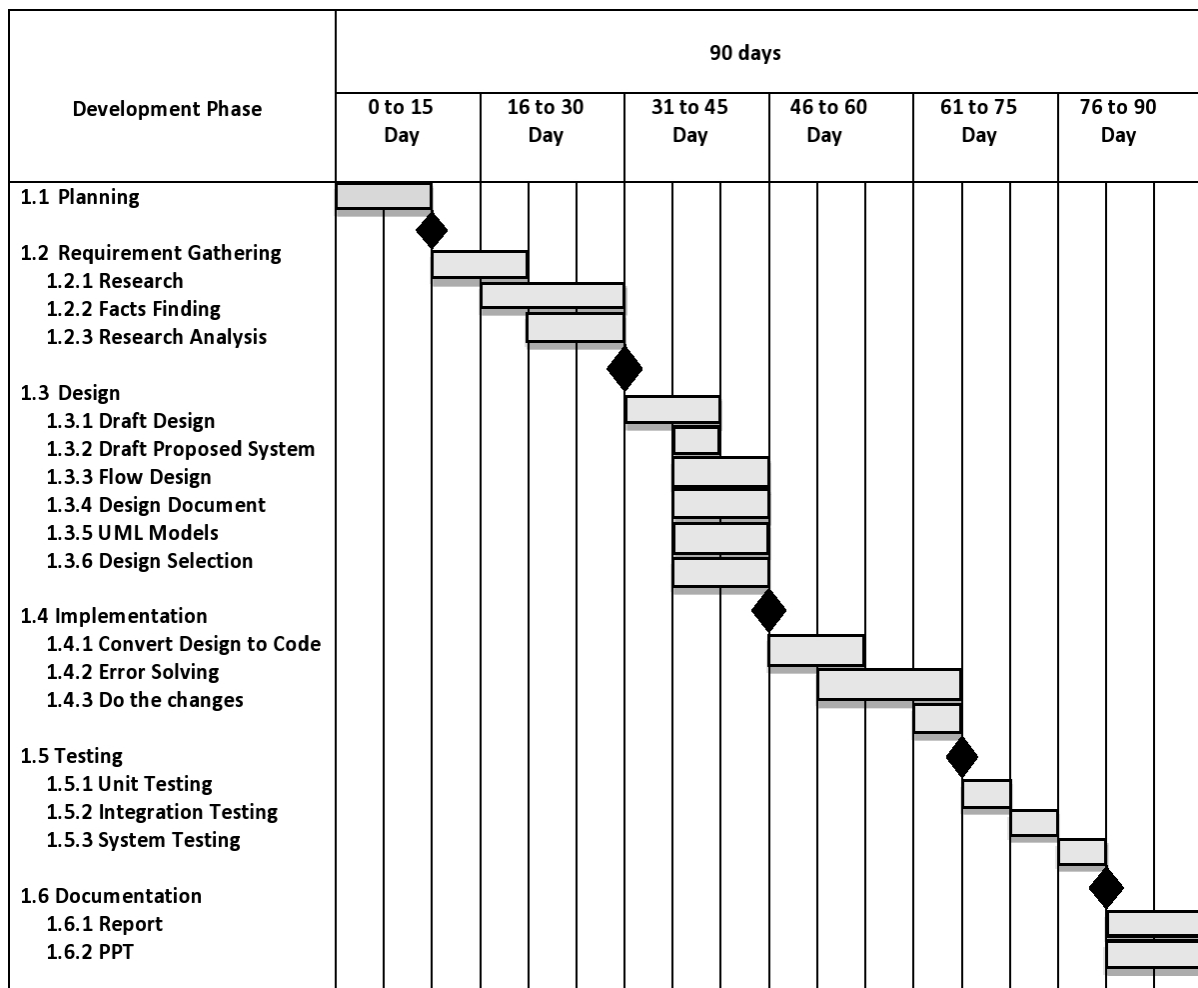 90 days
Development Phase
0 to 15
Day
16 to 30
Day
31 to 45
Day
46 to 60
Day
61 to 75
Day
76 to 90
Day
1.1 Planning
1.2 Requirement Gathering
1.2.1 Research
1.2.2 Facts Finding
1.2.3 Research Analysis
1.3 Design
1.3.1 Draft Design
1.3.2 Draft Proposed System
1.3.3 Flow Design
1.3.4 Design Document
1.3.5 UML Models
1.3.6 Design Selection
1.4 Implementation
1.4.1 Convert Design to Code
1.4.2 Error Solving
1.4.3 Do the changes
1.5 Testing
1.5.1 Unit Testing
1.5.2 Integration Testing
1.5.3 System Testing
1.6 Documentation
1.6.1 Report
1.6.2 PPT